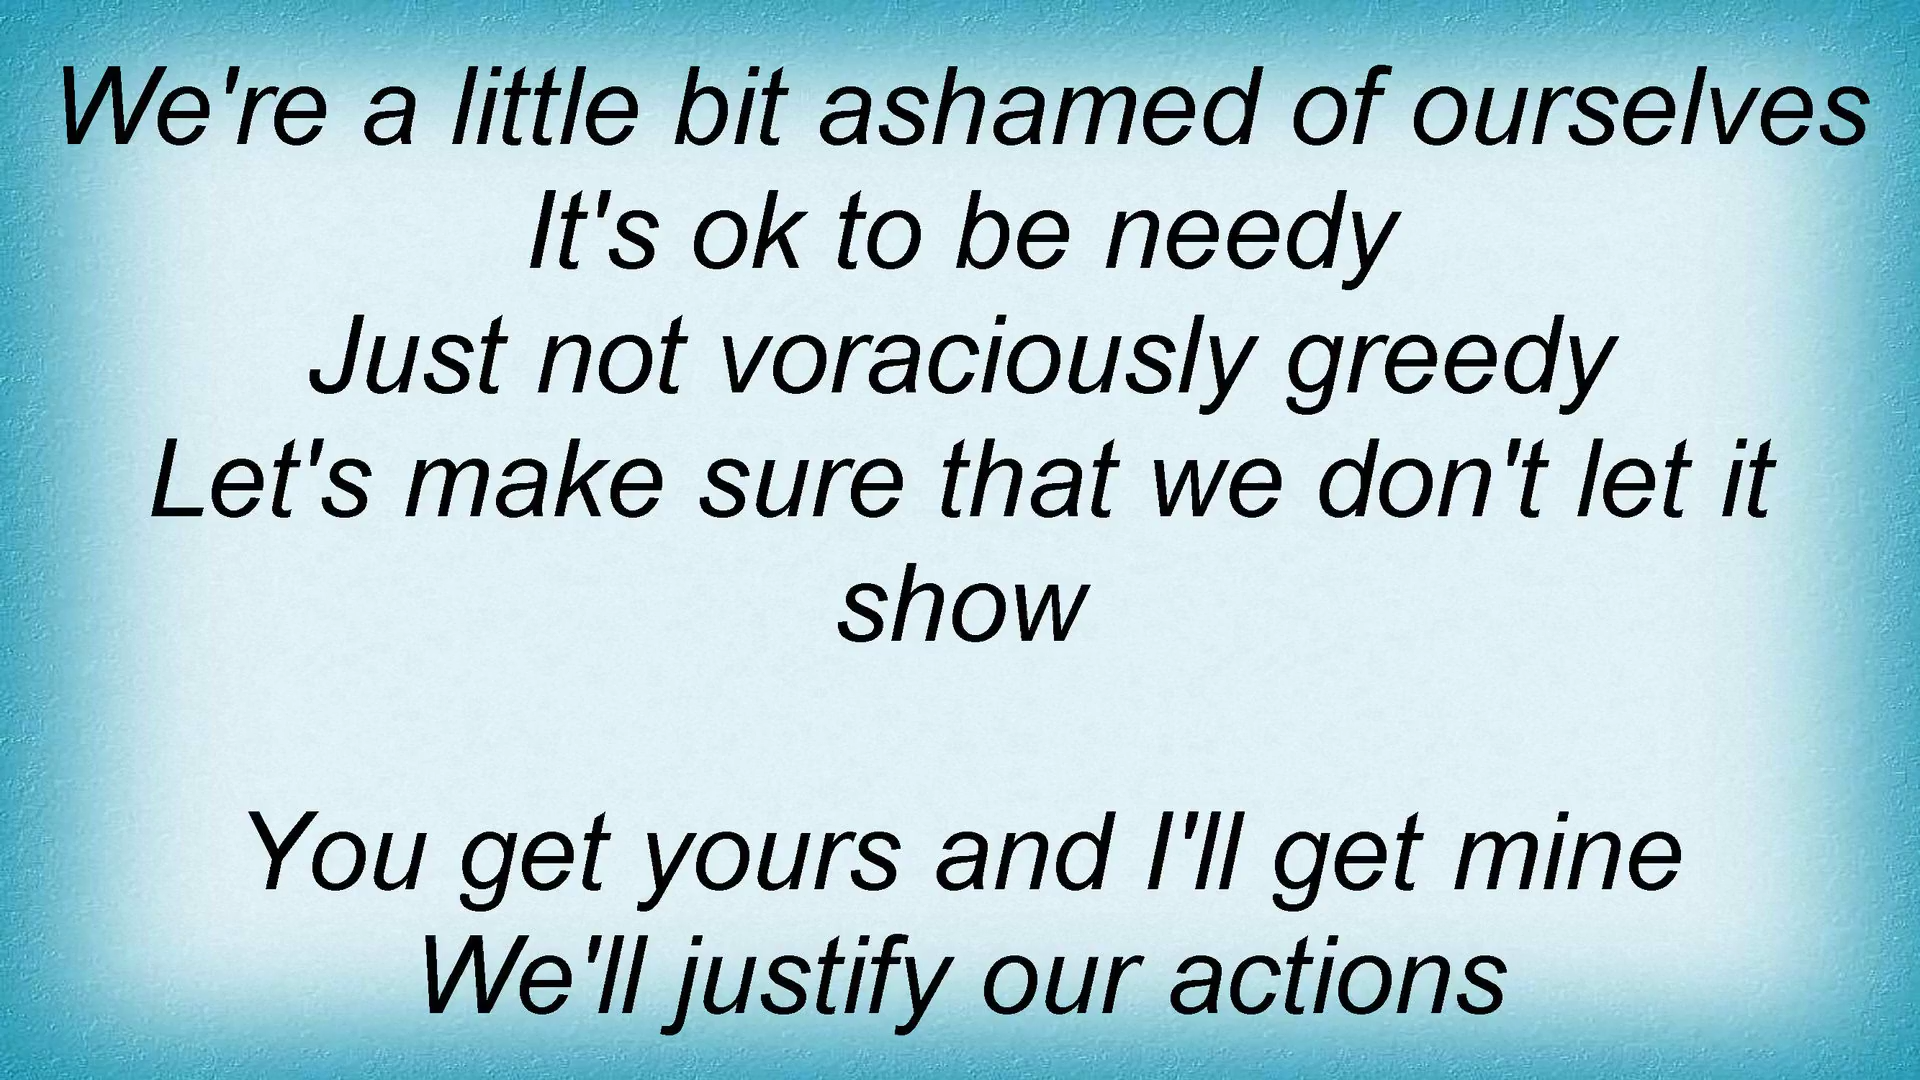 We're a little bit ashamed of ourselves
It's ok to be needy
Just not voraciously greedy
Let's make sure that we don't let it
show
You get yours and I'll get mine
We'll justify our actions